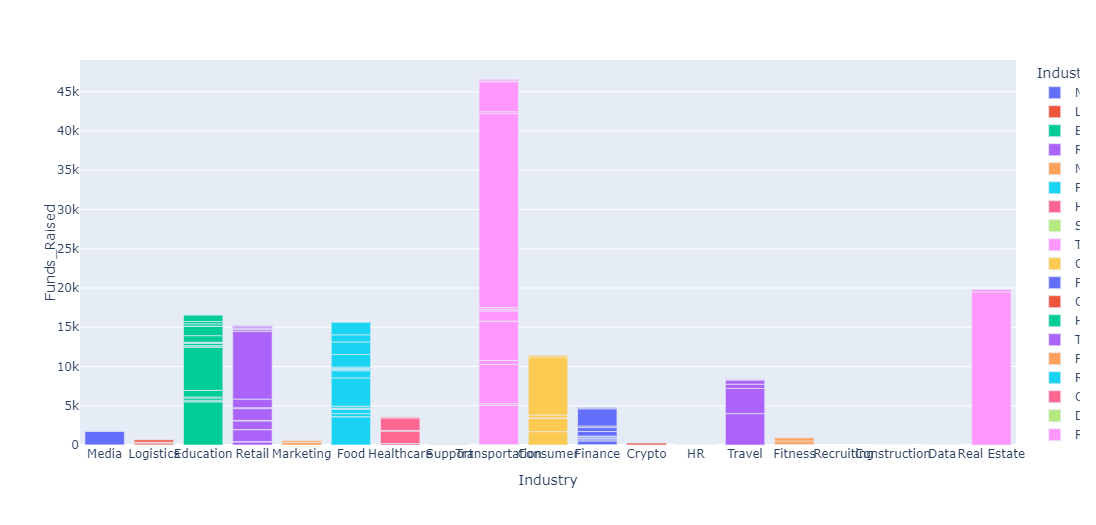 Indust
N
L
E
R
M
F
H
S
T
C
F
C
H
T
F
R
C
D
R
45k
40k
35k
30k
25k
20k
15k
10k
5k
0
Funds_Raised
Media Logistics Education Retail Marketing Food Healthcare Support Transportation Consumer Finance Crypto HR Travel Fitness Recruiting Construction Data Real Estate
Industry